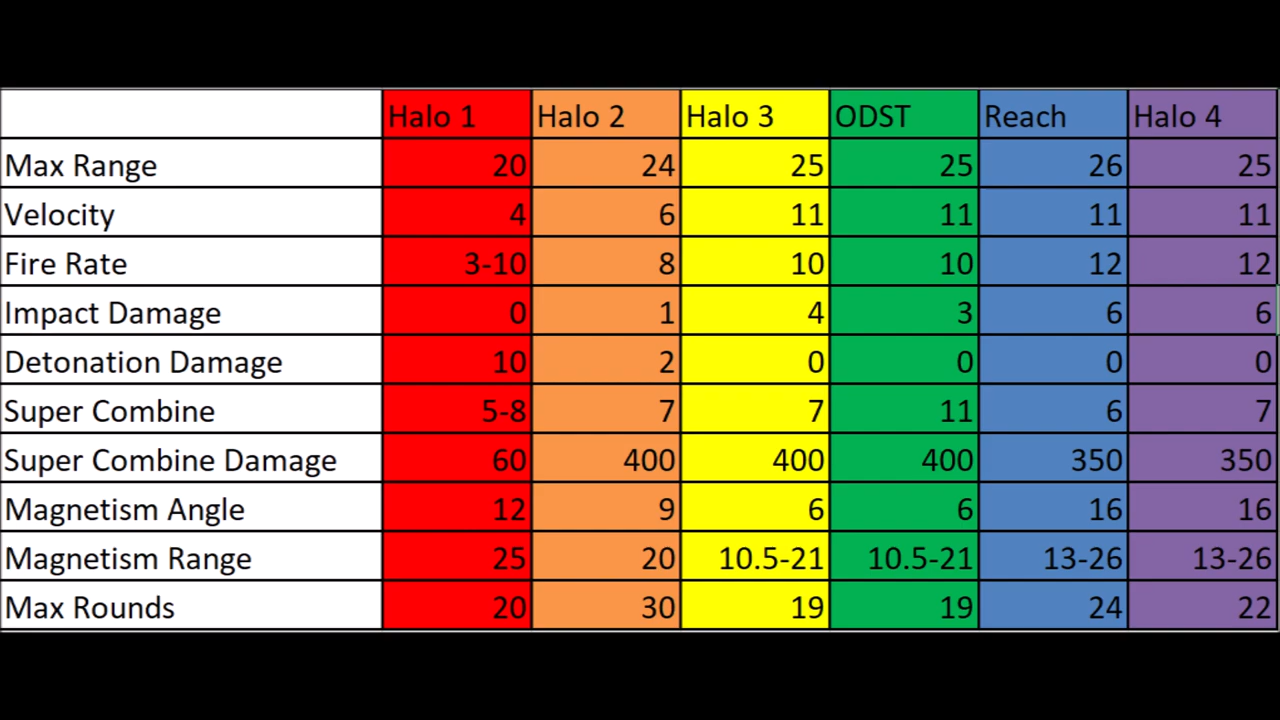 Halo 1 Halo 2 Halo 3 ODST Reach Halo 4
Max Range 20 24 25 25 26 25
Velocity 4 6 11 11 11 11
Fire Rate 3-10 8 10 10 12 12
Impact Damage 0 1 4 3 6 6
Detonation Damage 10 2 0 0 0 0
Super Combine 5-8 7 7 11 6 7
Super Combine Damage 60 400 400 400 350 350
Magnetism Angle 12 9 6 6 16 16
Magnetism Range 25 20 10.5-21 10.5-21 13-26 13-26
Max Rounds 20 30 19 19 24 22